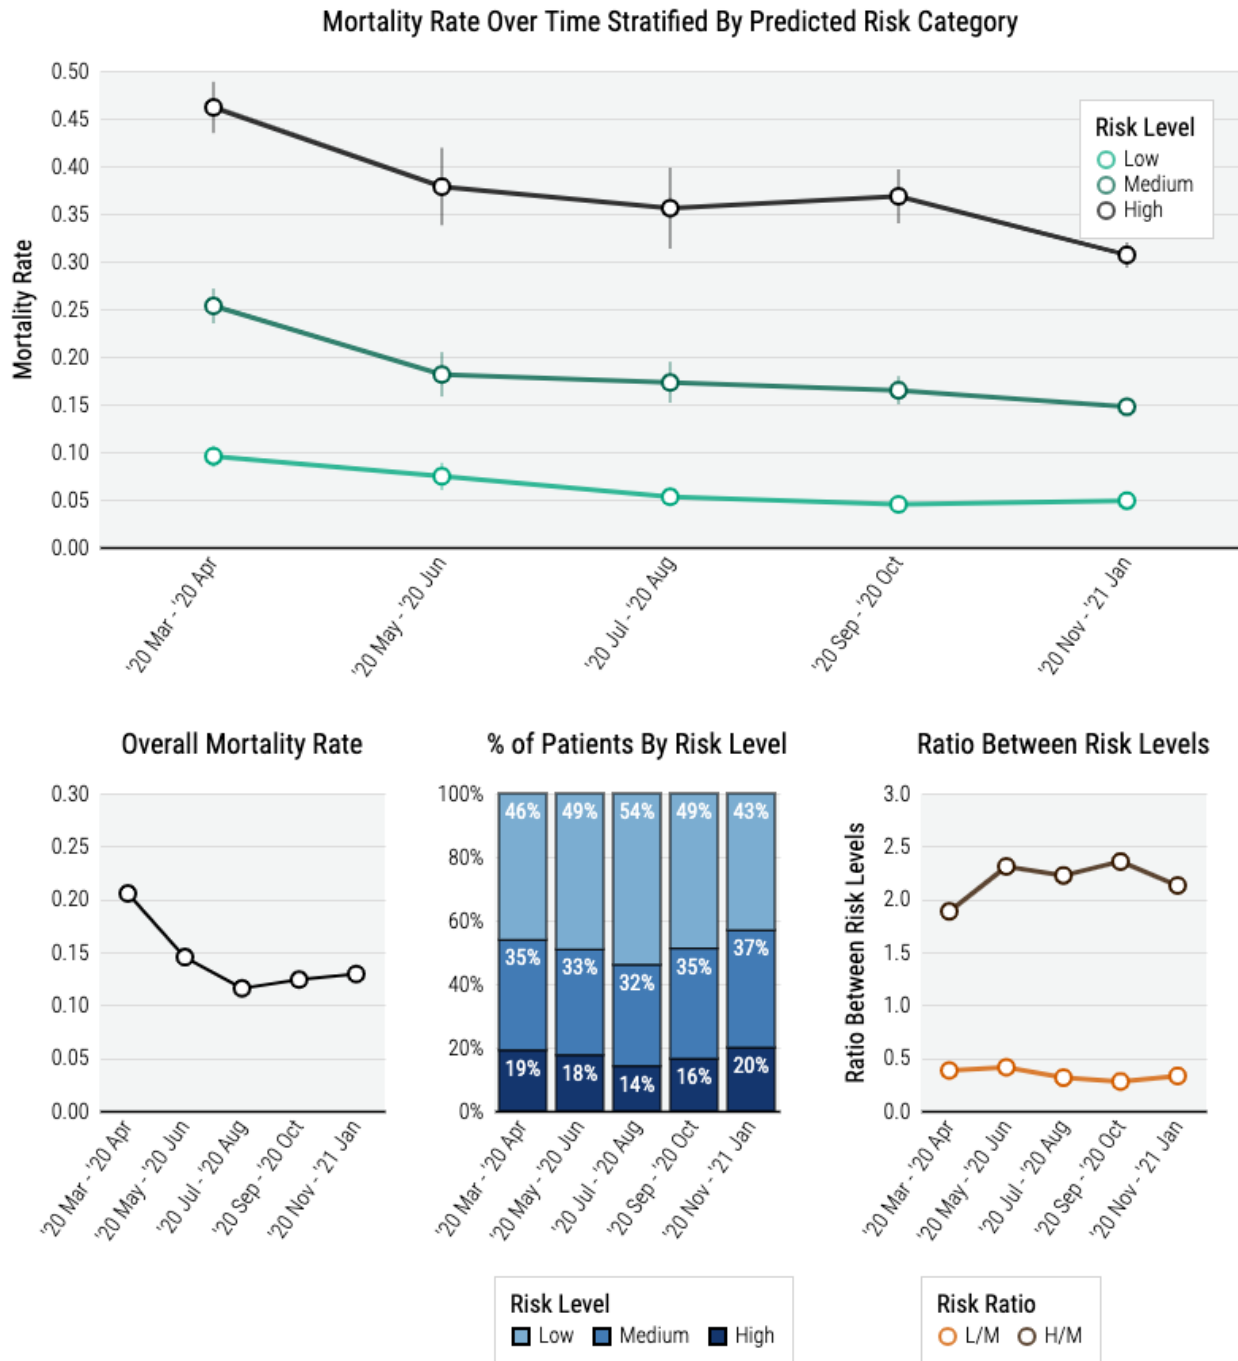 Mortality Rate Over Time Stratified By Predicted Risk Category
Mortality Rate
0.50
0.45
0.40
0.35
0.30
0.25
0.20
0.15
0.10
0.05
0.00
Risk Level
Low
Medium
High
'20 Mar - '20 Apr
'20 May - '20 Jun
'20 Jul - '20 Aug
'20 Sep - '20 Oct
'20 Nov - '21 Jan
Overall Mortality Rate
0.30
0.25
0.20
0.15
0.10
0.05
0.00
'20 Mar - '20 Apr
'20 May - '20 Jun
'20 Jul - '20 Aug
'20 Sep - '20 Oct
'20 Nov - '21 Jan
% of Patients By Risk Level
100%
80%
60%
40%
20%
0%
46% 49% 54% 49% 43%
35% 33% 32% 35% 37%
19% 18% 14% 16% 20%
'20 Mar - '20 Apr
'20 May - '20 Jun
'20 Jul - '20 Aug
'20 Sep - '20 Oct
'20 Nov - '21 Jan
Risk Level
Low Medium High
Ratio Between Risk Levels
Ratio Between Risk Levels
3.0
2.5
2.0
1.5
1.0
0.5
0.0
'20 Mar - '20 Apr
'20 May - '20 Jun
'20 Jul - '20 Aug
'20 Sep - '20 Oct
'20 Nov - '21 Jan
Risk Ratio
L/M H/M